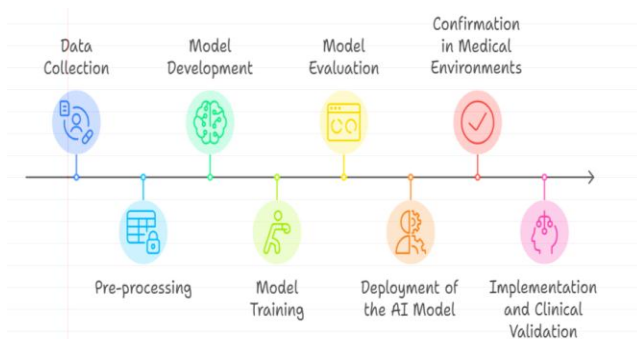 Data
Collection
Model
Development
Model
Evaluation
Confirmation
in Medical
Environments
Pre-processing
Model
Training
Deployment of
the AI Model
Implementation
and Clinical
Validation